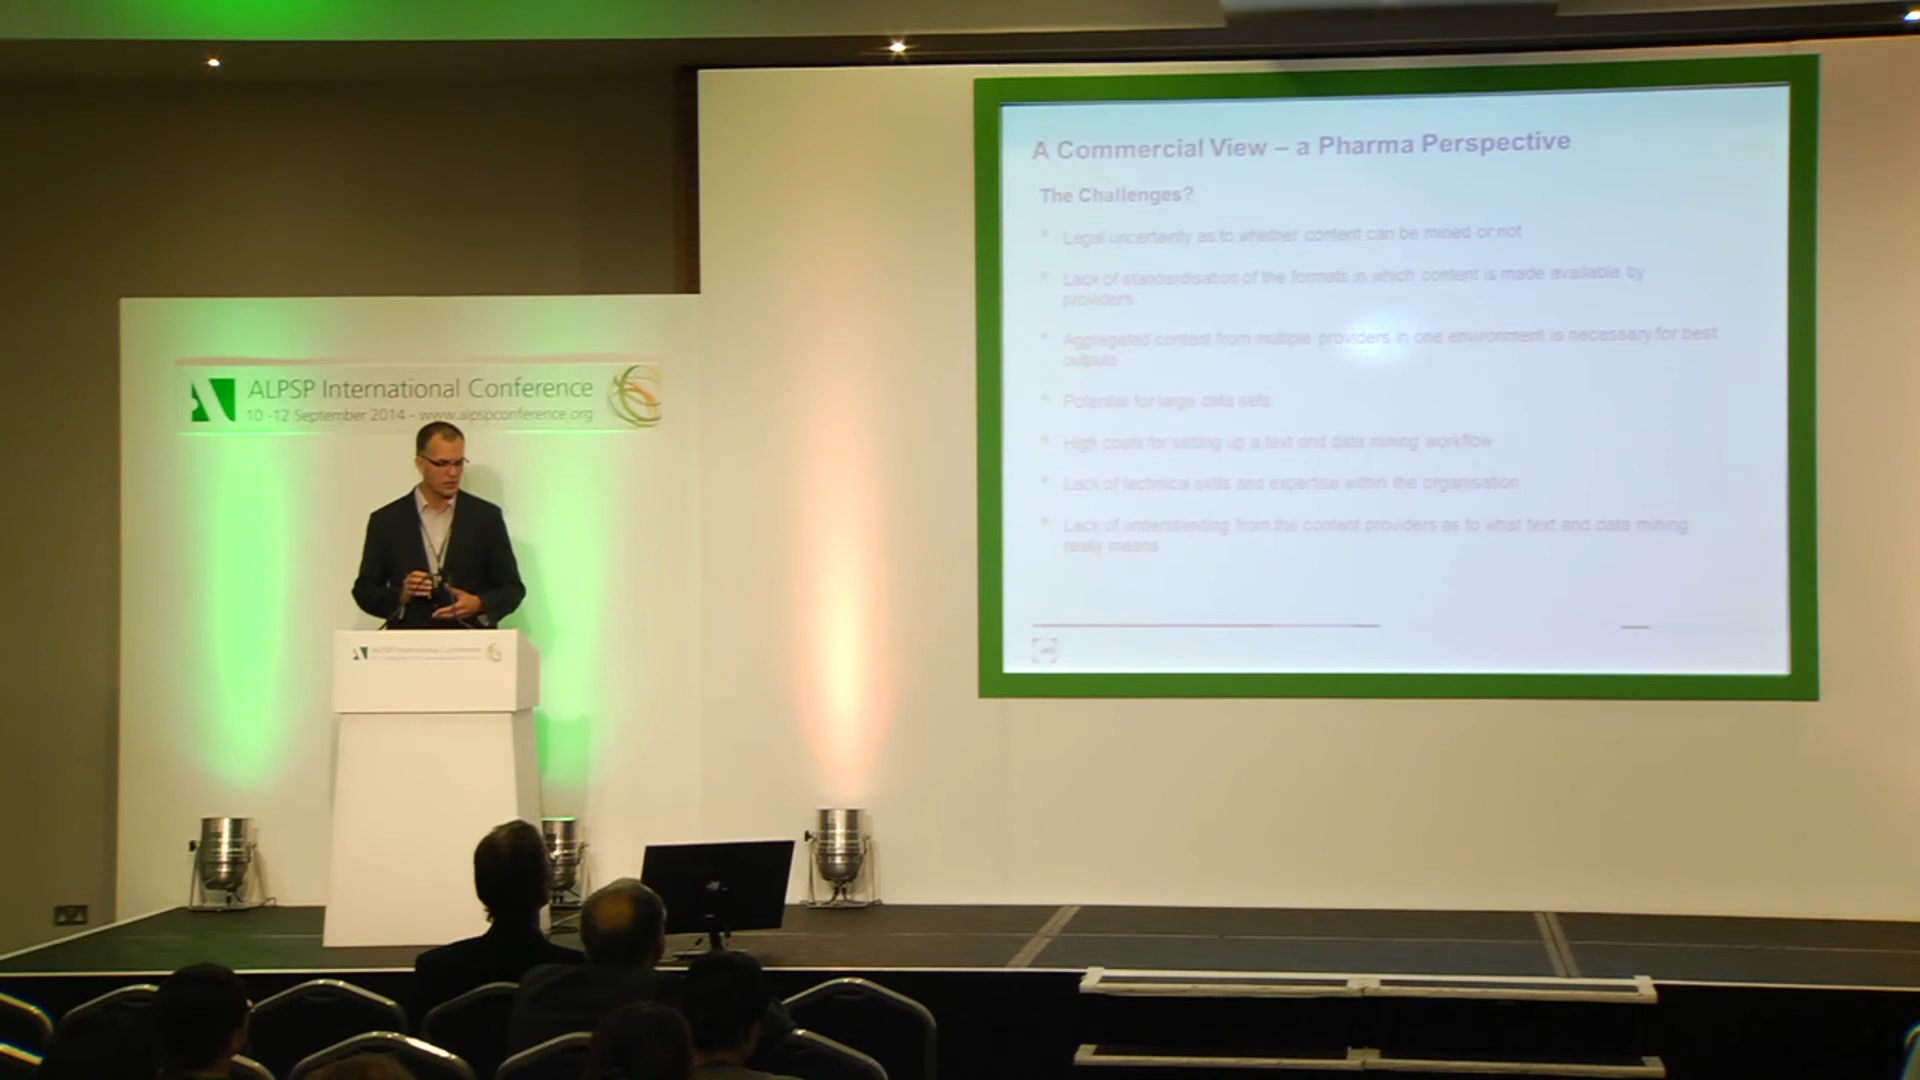 A Commercial View – a Pharma Perspective
The Challenges?
Legal uncertainty as to whether content can be mined or not
Lack of standardisation of the formats in which content is made available by
providers
Aggregated content from multiple providers in one environment is necessary for best
outputs
Potential for large data sets
High costs for setting up a text and data mining workflow
Lack of technical skills and expertise within the organisation
Lack of understanding from the content providers as to what text and data mining
really means
ALPSP International Conference
10 -12 September 2014 - www.alpspconference.org
ALPSP International Conference